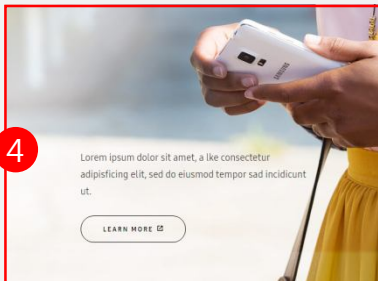 SAMSUNG
4
Lorem ipsum dolor sit amet, a lke consectetur
adipisficing elit, sed do eiusmod tempor sad incidicunt
ut.
LEARN MORE